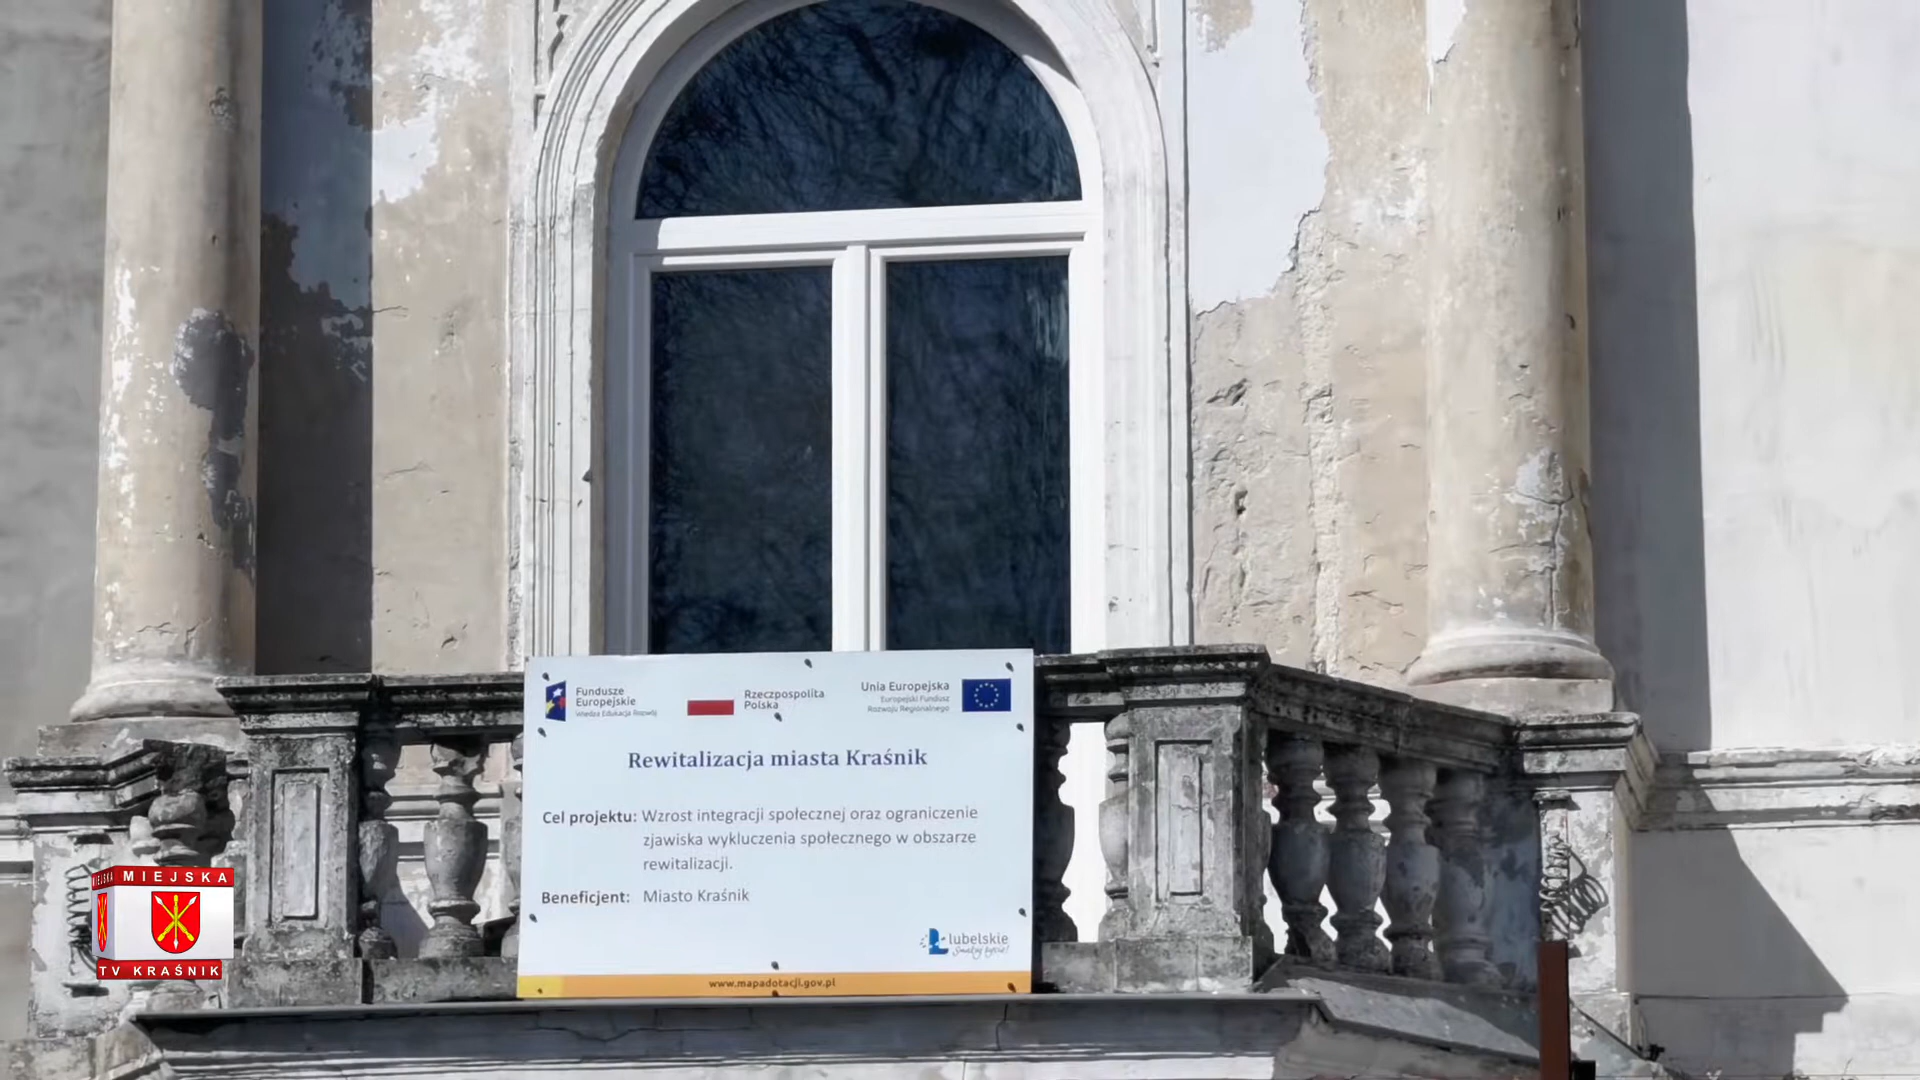 Fundusze
Europejskie
Wiedza Edukacja Rozwój
Rzeczpospolita
Polska
Unia Europejska
Europejski Fundusz
Rozwoju Regionalnego
Rewitalizacja miasta Kraśnik
Cel projektu: Wzrost integracji społecznej oraz ograniczenie
zjawiska wykluczenia społecznego w obszarze
rewitalizacji.
Beneficjent: Miasto Kraśnik
lubelskie
Smakuj życie!
www.mapadotacji.gov.pl
MIEJSKA MIEJSKA
TV KRAŚNIK